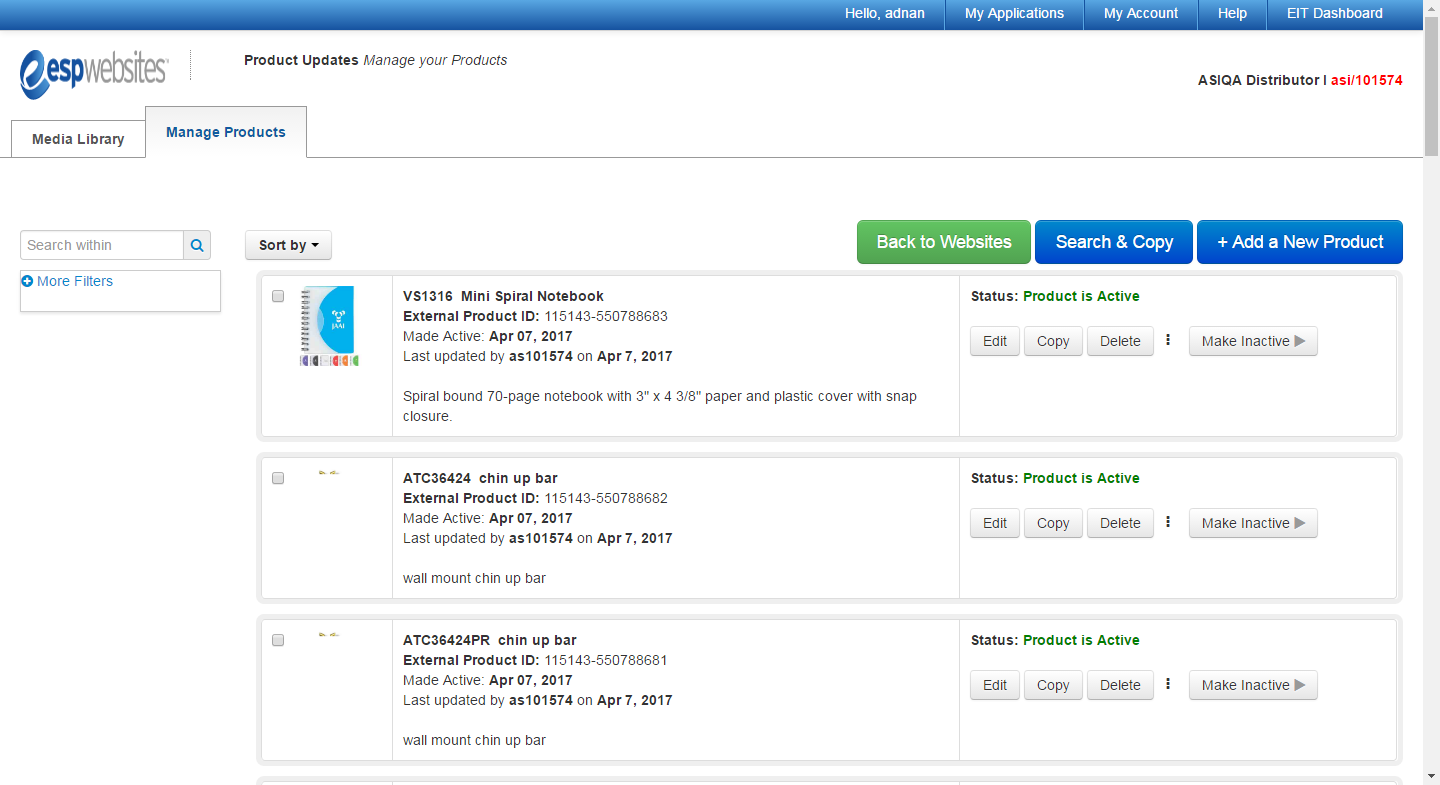 Hello, adnan My Applications My Account Help EIT Dashboard
espwebsites
Product Updates Manage your Products
ASIQA Distributor | asi/101574
Media Library Manage Products
Search within
Sort by
Back to Websites Search & Copy + Add a New Product
More Filters
VS1316 Mini Spiral Notebook
External Product ID: 115143-550788683
Made Active: Apr 07, 2017
Last updated by as101574 on Apr 7, 2017
Spiral bound 70-page notebook with 3" x 4 3/8" paper and plastic cover with snap
closure.
Status: Product is Active
Edit Copy Delete Make Inactive
ATC36424 chin up bar
External Product ID: 115143-550788682
Made Active: Apr 07, 2017
Last updated by as101574 on Apr 7, 2017
wall mount chin up bar
Status: Product is Active
Edit Copy Delete Make Inactive
ATC36424PR chin up bar
External Product ID: 115143-550788681
Made Active: Apr 07, 2017
Last updated by as101574 on Apr 7, 2017
wall mount chin up bar
Status: Product is Active
Edit Copy Delete Make Inactive